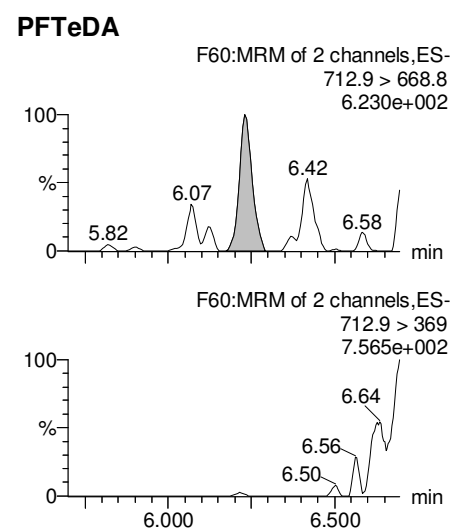 PFTeDA
F60:MRM of 2 channels,ES-
712.9 > 668.8
6.230e+002
100
%
0
5.82
6.07
6.42
6.58
min
F60:MRM of 2 channels,ES-
712.9 > 369
7.565e+002
100
%
0
6.50
6.56
6.64
min
6.000
6.500